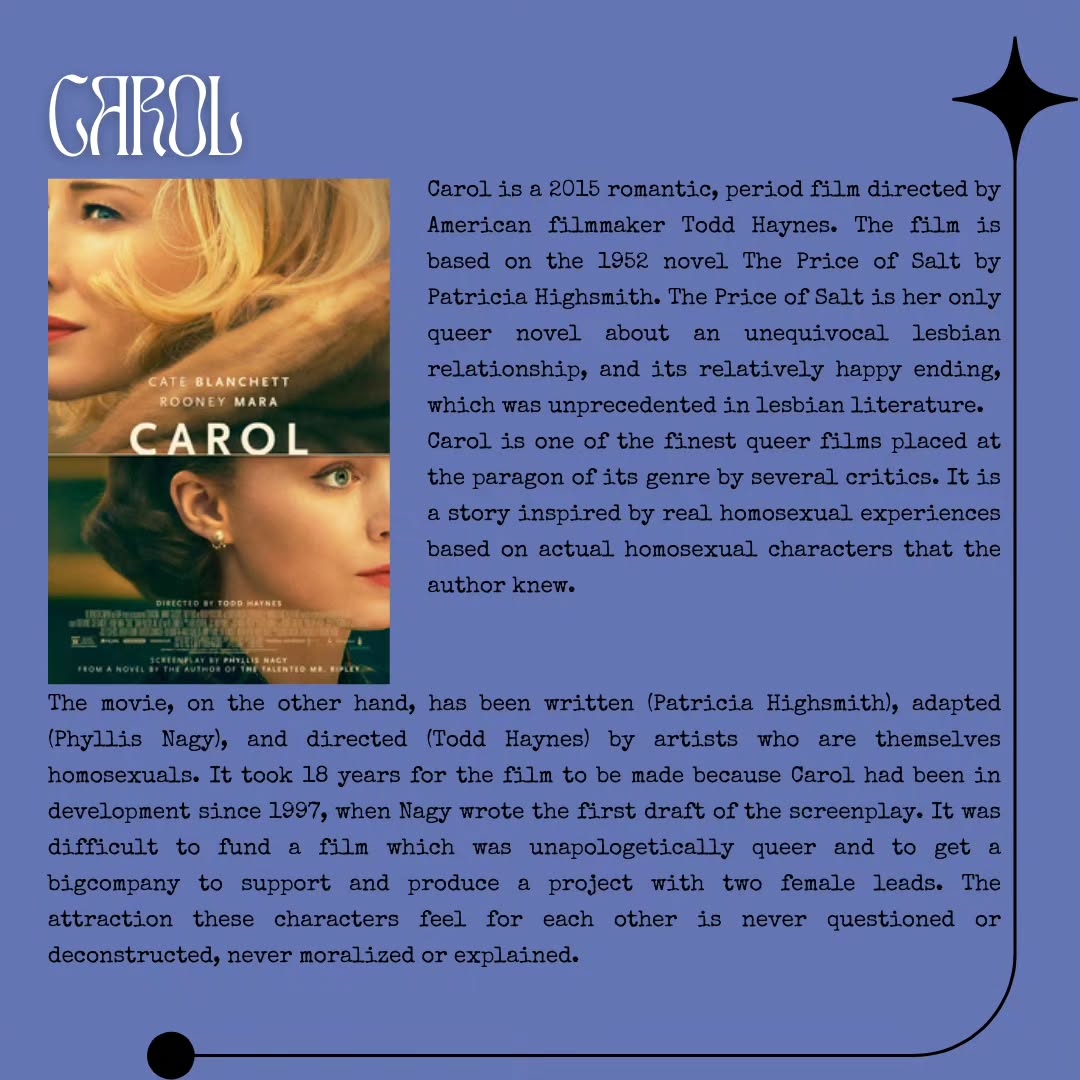 CAROL
Carol is a 2015 romantic, period film directed by
American filmmaker Todd Haynes. The film is
based on the 1952 novel The Price of Salt by
Patricia Highsmith. The Price of Salt is her only
queer novel about an unequivocal lesbian
relationship, and its relatively happy ending,
which was unprecedented in lesbian literature.
Carol is one of the finest queer films placed at
the paragon of its genre by several critics. It is
a story inspired by real homosexual experiences
based on actual homosexual characters that the
author knew.
CATE BLANCHETT
ROONEY MARA
CAROL
DIRECTED BY TODD HAYNES
SCREENPLAY BY PHYLLIS NAGY
FROM A NOVEL BY THE AUTHOR OF THE TALENTED MR. RIPLEY
The movie, on the other hand, has been written (Patricia Highsmith), adapted
(Phyllis Nagy), and directed (Todd Haynes) by artists who are themselves
homosexuals. It took 18 years for the film to be made because Carol had been in
development since 1997, when Nagy wrote the first draft of the screenplay. It was
difficult to fund a film which was unapologetically queer and to get a
bigcompany to support and produce a project with two female leads. The
attraction these characters feel for each other is never questioned or
deconstructed, never moralized or explained.